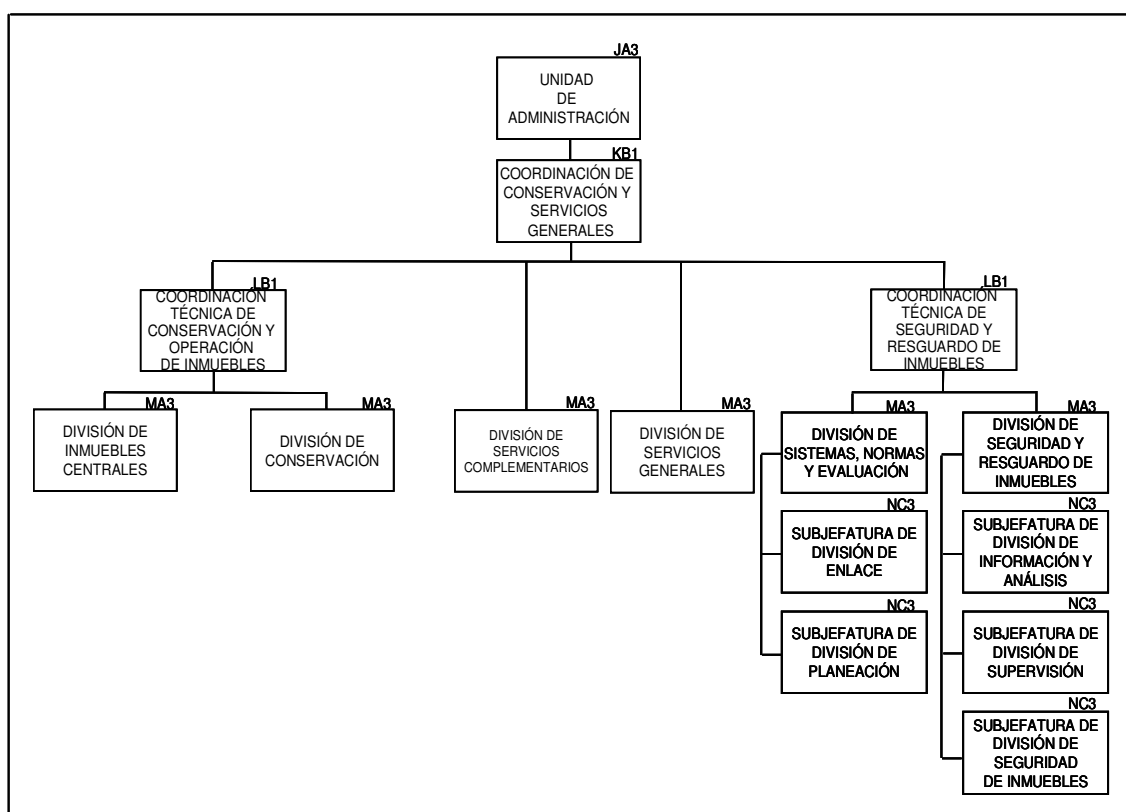 JA3
UNIDAD
DE
ADMINISTRACIÓN
KB1
COORDINACIÓN DE
CONSERVACIÓN Y
SERVICIOS
GENERALES
LB1
COORDINACIÓN
TÉCNICA DE
CONSERVACIÓN Y
OPERACIÓN
DE INMUEBLES
LB1
COORDINACIÓN
TÉCNICA DE
SEGURIDAD Y
RESGUARDO DE
INMUEBLES
MA3
DIVISIÓN DE
INMUEBLES
CENTRALES
MA3
DIVISIÓN DE
CONSERVACIÓN
MA3
DIVISIÓN DE
SERVICIOS
COMPLEMENTARIOS
MA3
DIVISIÓN DE
SERVICIOS
GENERALES
MA3
DIVISIÓN DE
SISTEMAS, NORMAS
Y EVALUACIÓN
MA3
DIVISIÓN DE
SEGURIDAD Y
RESGUARDO DE
INMUEBLES
NC3
SUBJEFATURA DE
DIVISIÓN DE
ENLACE
NC3
SUBJEFATURA DE
DIVISIÓN DE
INFORMACIÓN Y
ANÁLISIS
NC3
SUBJEFATURA DE
DIVISIÓN DE
PLANEACIÓN
NC3
SUBJEFATURA DE
DIVISIÓN DE
SUPERVISIÓN
NC3
SUBJEFATURA DE
DIVISIÓN DE
SEGURIDAD
DE INMUEBLES